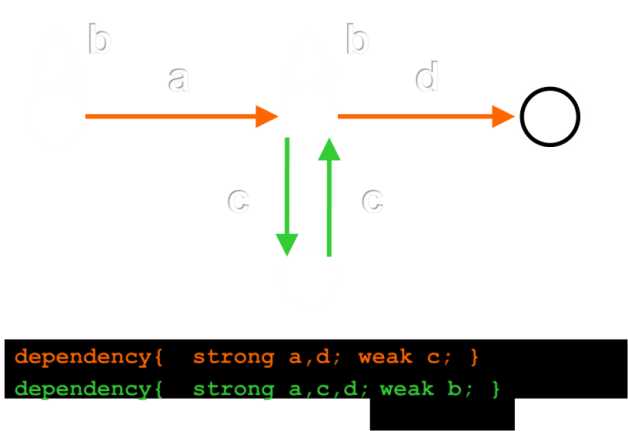 b b
a d
c c
dependency{ strong a,d; weak c; }
dependency{ strong a,c,d; weak b; }